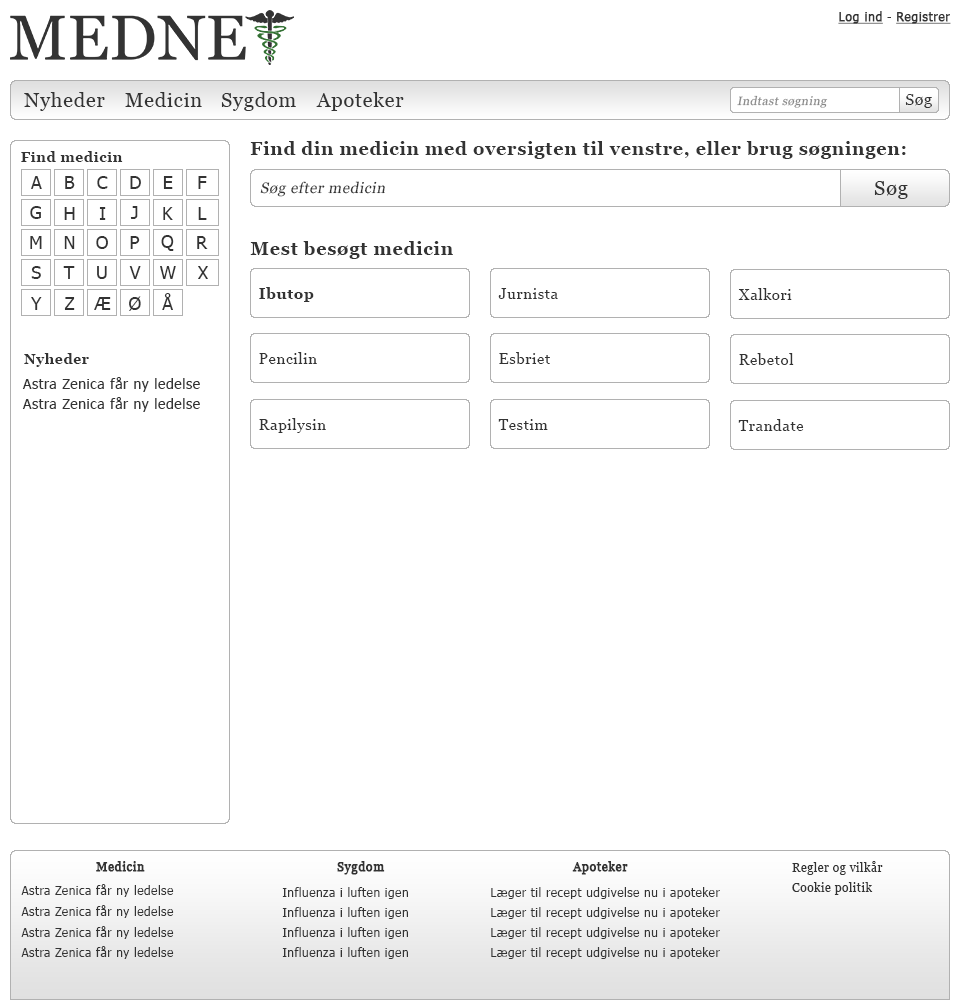 MEDNE
Log ind - Registrer
Nyheder Medicin Sygdom Apoteker
Indtast søgning Søg
Find medicin
A B C D E F
G H I J K L
M N O P Q R
S T U V W X
Y Z Æ Ø Å
Nyheder
Astra Zenica får ny ledelse
Astra Zenica får ny ledelse
Find din medicin med oversigten til venstre, eller brug søgningen:
Søg efter medicin Søg
Mest besøgt medicin
Ibutop Jurnista Xalkori
Pencilin Esbriet Rebetol
Rapilysin Testim Trandate
Medicin
Astra Zenica får ny ledelse
Astra Zenica får ny ledelse
Astra Zenica får ny ledelse
Astra Zenica får ny ledelse
Sygdom
Influenza i luften igen
Influenza i luften igen
Influenza i luften igen
Influenza i luften igen
Apoteker
Læger til recept udgivelse nu i apoteker
Læger til recept udgivelse nu i apoteker
Læger til recept udgivelse nu i apoteker
Læger til recept udgivelse nu i apoteker
Regler og vilkår
Cookie politik